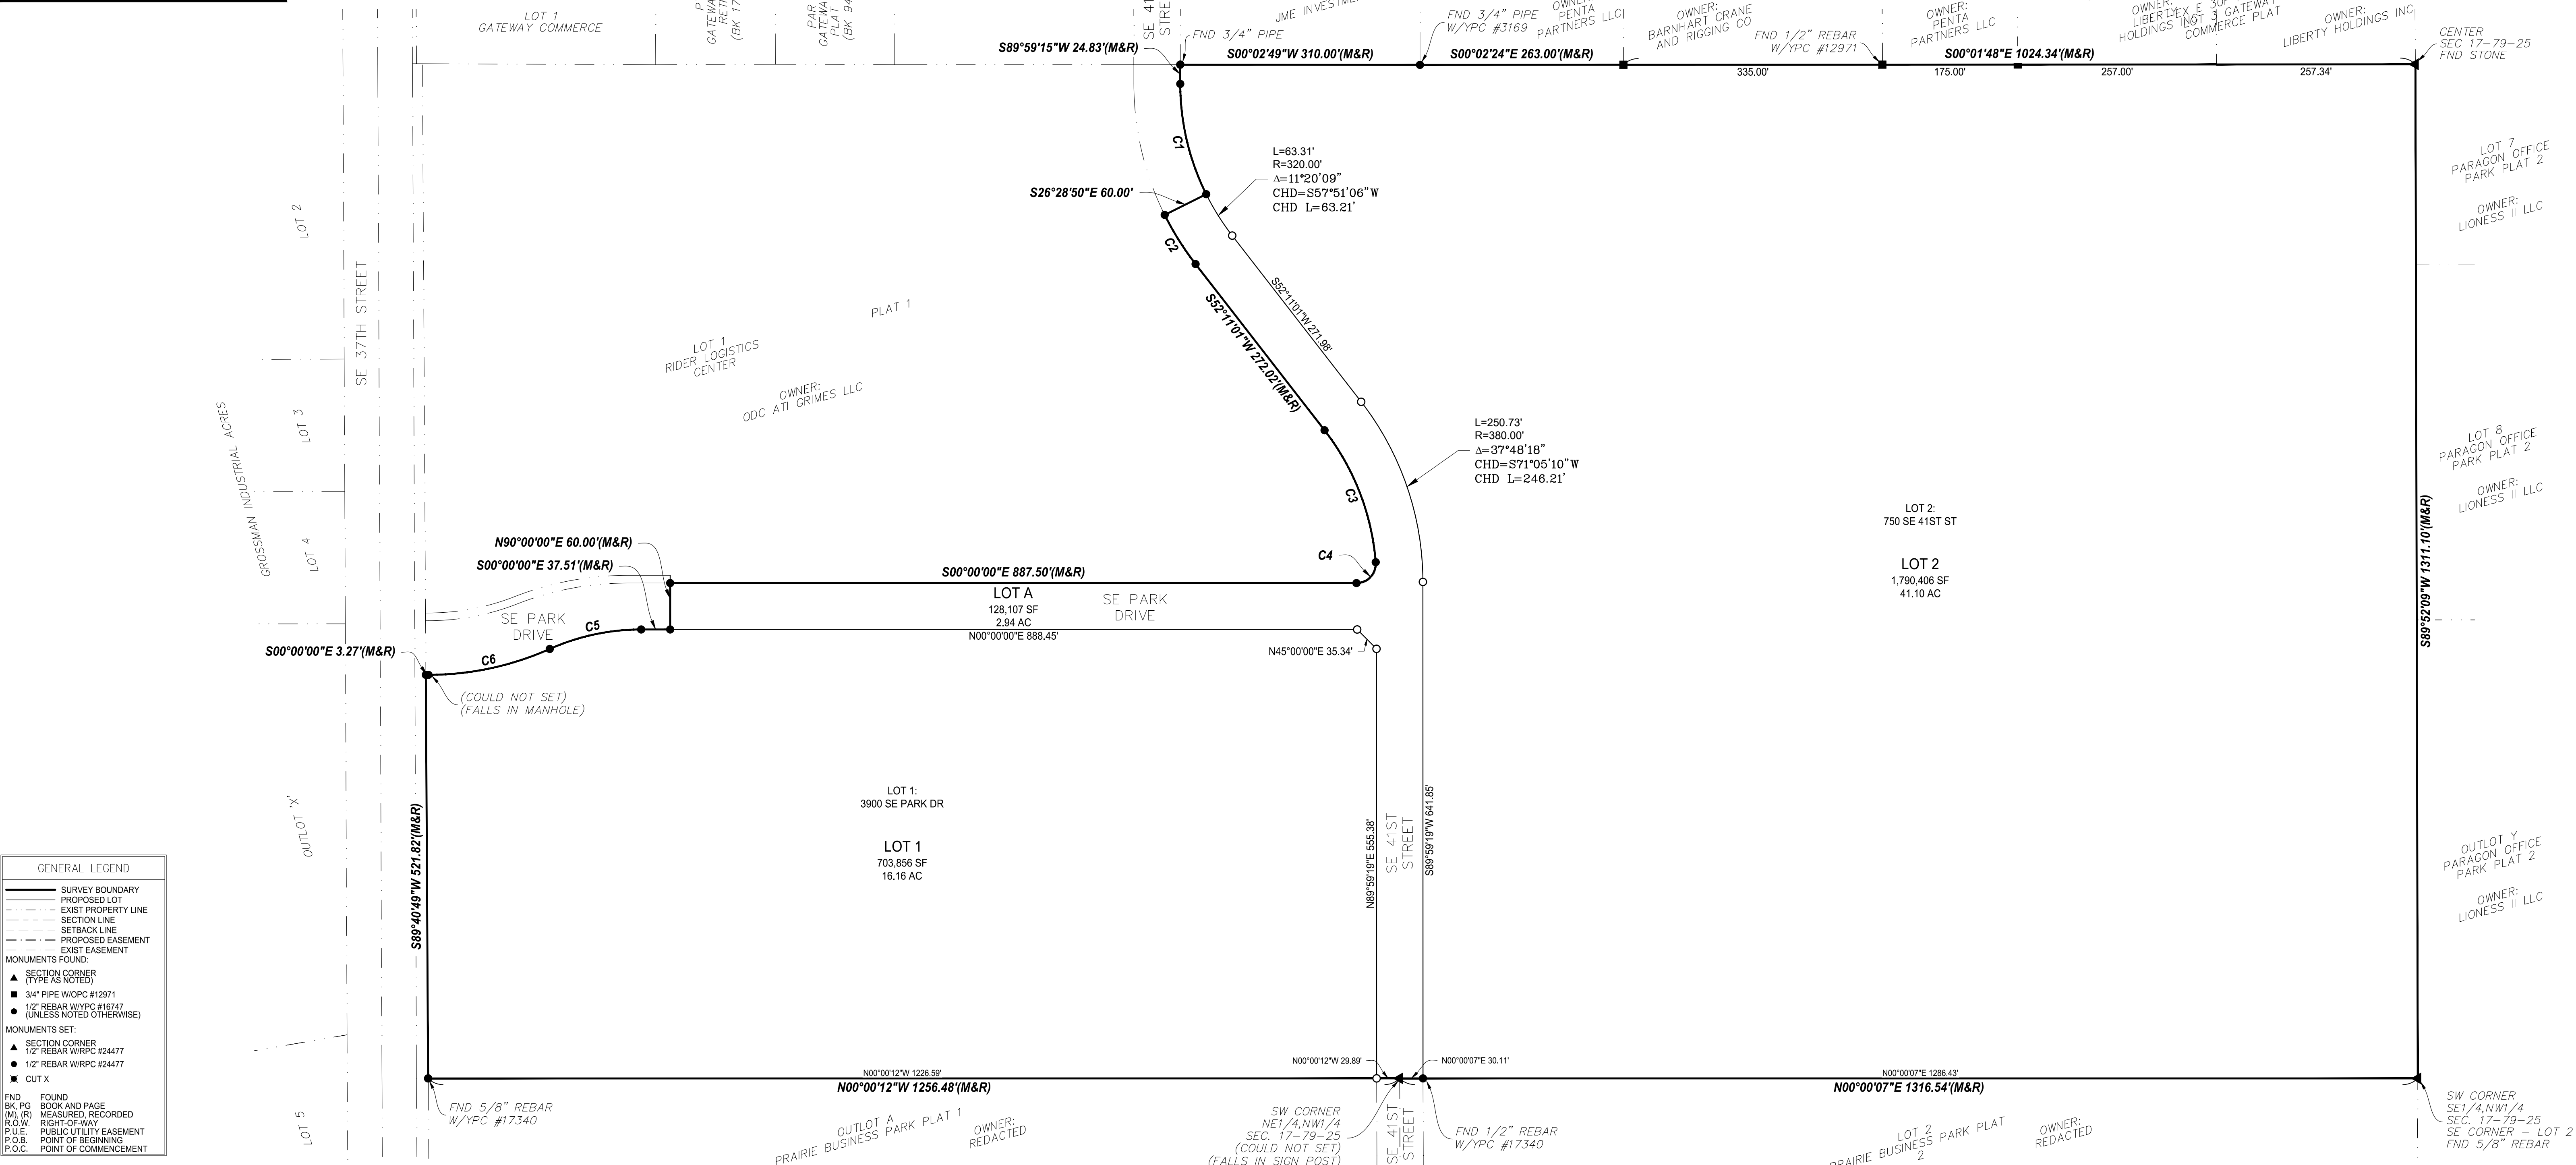 LOT 1
GATEWAY COMMERCE
GATEWA
RETR
(BK 17
PAR
GATEWA
PLAT
(BK 94
SE 41
STRE
JME INVESTME
FND 3/4" PIPE
FND 3/4" PIPE
W/YPC #3169
OWNER:
PENTA
PARTNERS LLC
OWNER:
BARNHART CRANE
AND RIGGING CO
FND 1/2" REBAR
W/YPC #12971
OWNER:
PENTA
PARTNERS LLC
OWNER:
LIBERTY
HOLDINGS INC
LOT 3 GATEWAY
COMMERCE PLAT
OWNER:
LIBERTY HOLDINGS INC
CENTER
SEC 17-79-25
FND STONE
S89°59'15"W 24.83'(M&R)
S00°02'49"W 310.00'(M&R)
S00°02'24"E 263.00'(M&R)
S00°01'48"E 1024.34'(M&R)
335.00'
175.00'
257.00'
257.34'
C1
L=63.31'
R=320.00'
Δ=11°20'09"
CHD=S57°51'06"W
CHD L=63.21'
S26°28'50"E 60.00'
C2
S52°11'01"W 271.98'
S52°11'01"W 272.02'(M&R)
LOT 7
PARAGON OFFICE
PARK PLAT 2
OWNER:
LIONESS II LLC
LOT 2
SE 37TH STREET
PLAT 1
LOT 1
RIDER LOGISTICS
CENTER
OWNER:
ODC ATI GRIMES LLC
LOT 3
GROSSMAN INDUSTRIAL ACRES
LOT 4
L=250.73'
R=380.00'
Δ=37°48'18"
CHD=S71°05'10"W
CHD L=246.21'
C3
LOT 8
PARAGON OFFICE
PARK PLAT 2
OWNER:
LIONESS II LLC
LOT 2:
750 SE 41ST ST
LOT 2
1,790,406 SF
41.10 AC
S89°52'09"W 1311.10'(M&R)
N90°00'00"E 60.00'(M&R)
S00°00'00"E 37.51'(M&R)
C4
S00°00'00"E 887.50'(M&R)
LOT A
128,107 SF
2.94 AC
SE PARK
DRIVE
N00°00'00"E 888.45'
SE PARK
DRIVE
C5
C6
S00°00'00"E 3.27'(M&R)
N45°00'00"E 35.34'
(COULD NOT SET)
(FALLS IN MANHOLE)
LOT 1:
3900 SE PARK DR
LOT 1
703,856 SF
16.16 AC
OUTLOT 'X'
S89°40'49"W 521.82'(M&R)
N89°59'19"E 555.38'
SE 41ST
STREET
S89°59'19"W 641.85'
OUTLOT Y
PARAGON OFFICE
PARK PLAT 2
OWNER:
LIONESS II LLC
GENERAL LEGEND
SURVEY BOUNDARY
PROPOSED LOT
EXIST PROPERTY LINE
SECTION LINE
SETBACK LINE
PROPOSED EASEMENT
EXIST EASEMENT
MONUMENTS FOUND:
SECTION CORNER
(TYPE AS NOTED)
3/4" PIPE W/OPC #12971
1/2" REBAR W/YPC #16747
(UNLESS NOTED OTHERWISE)
MONUMENTS SET:
SECTION CORNER
1/2" REBAR W/RPC #24477
1/2" REBAR W/RPC #24477
CUT X
FND FOUND
BK, PG BOOK AND PAGE
(M), (R) MEASURED, RECORDED
R.O.W. RIGHT-OF-WAY
P.U.E. PUBLIC UTILITY EASEMENT
P.O.B. POINT OF BEGINNING
P.O.C. POINT OF COMMENCEMENT
LOT 5
N00°00'12"W 29.89'
N00°00'07"E 30.11'
N00°00'12"W 1226.59'
N00°00'12"W 1256.48'(M&R)
N00°00'07"E 1286.43'
N00°00'07"E 1316.54'(M&R)
FND 5/8" REBAR
W/YPC #17340
OUTLOT A
PRAIRIE BUSINESS PARK PLAT 1
OWNER:
REDACTED
SW CORNER
NE1/4,NW1/4
SEC. 17-79-25
(COULD NOT SET)
(FALLS IN SIGN POST)
SE 41ST
STREET
FND 1/2" REBAR
W/YPC #17340
LOT 2
PRAIRIE BUSINESS PARK PLAT
2
OWNER:
REDACTED
SW CORNER
SE1/4,NW1/4
SEC. 17-79-25
SE CORNER - LOT 2
FND 5/8" REBAR